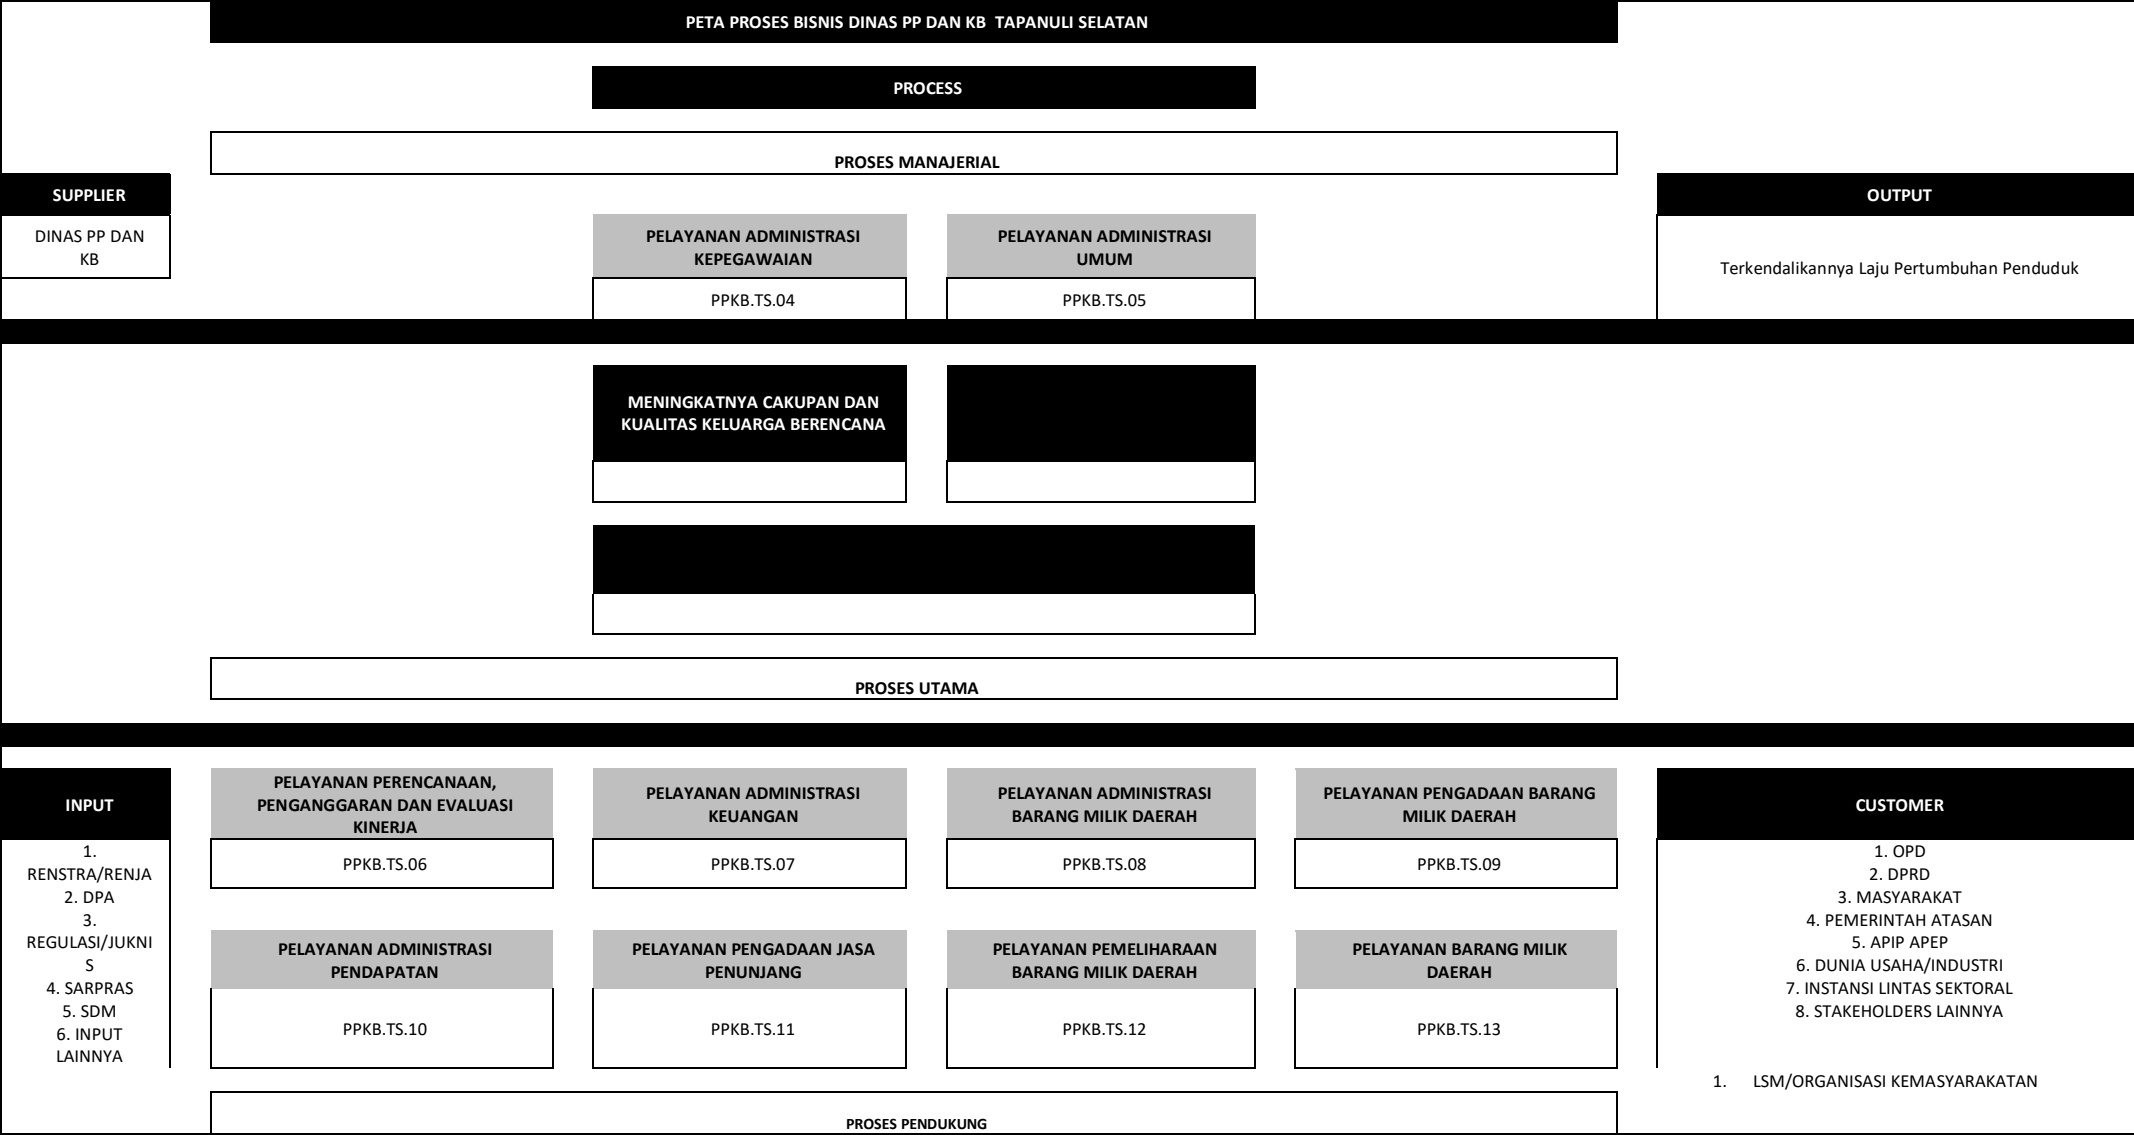 PETA PROSES BISNIS DINAS PP DAN KB TAPANULI SELATAN
PROCESS
PROSES MANAJERIAL
SUPPLIER
DINAS PP DAN
KB
PELAYANAN ADMINISTRASI
KEPEGAWAIAN
PPKB.TS.04
PELAYANAN ADMINISTRASI
UMUM
PPKB.TS.05
OUTPUT
Terkendalikannya Laju Pertumbuhan Penduduk
MENINGKATNYA CAKUPAN DAN
KUALITAS KELUARGA BERENCANA
PROSES UTAMA
INPUT
1.
RENSTRA/RENJA
2. DPA
3.
REGULASI/JUKNI
S
4. SARPRAS
5. SDM
6. INPUT
LAINNYA
PELAYANAN PERENCANAAN,
PENGANGGARAN DAN EVALUASI
KINERJA
PPKB.TS.06
PELAYANAN ADMINISTRASI
KEUANGAN
PPKB.TS.07
PELAYANAN ADMINISTRASI
BARANG MILIK DAERAH
PPKB.TS.08
PELAYANAN PENGADAAN BARANG
MILIK DAERAH
PPKB.TS.09
PELAYANAN ADMINISTRASI
PENDAPATAN
PPKB.TS.10
PELAYANAN PENGADAAN JASA
PENUNJANG
PPKB.TS.11
PELAYANAN PEMELIHARAAN
BARANG MILIK DAERAH
PPKB.TS.12
PELAYANAN BARANG MILIK
DAERAH
PPKB.TS.13
CUSTOMER
1. OPD
2. DPRD
3. MASYARAKAT
4. PEMERINTAH ATASAN
5. APIP APEP
6. DUNIA USAHA/INDUSTRI
7. INSTANSI LINTAS SEKTORAL
8. STAKEHOLDERS LAINNYA
1. LSM/ORGANISASI KEMASYARAKATAN
PROSES PENDUKUNG